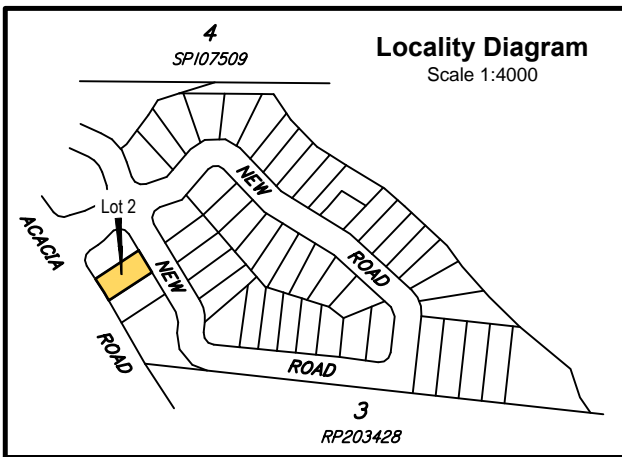 4
SP107509
Locality Diagram
Scale 1:4000
NEW
Lot 2
ACACIA
NEW
ROAD
ROAD
ROAD
3
RP203428